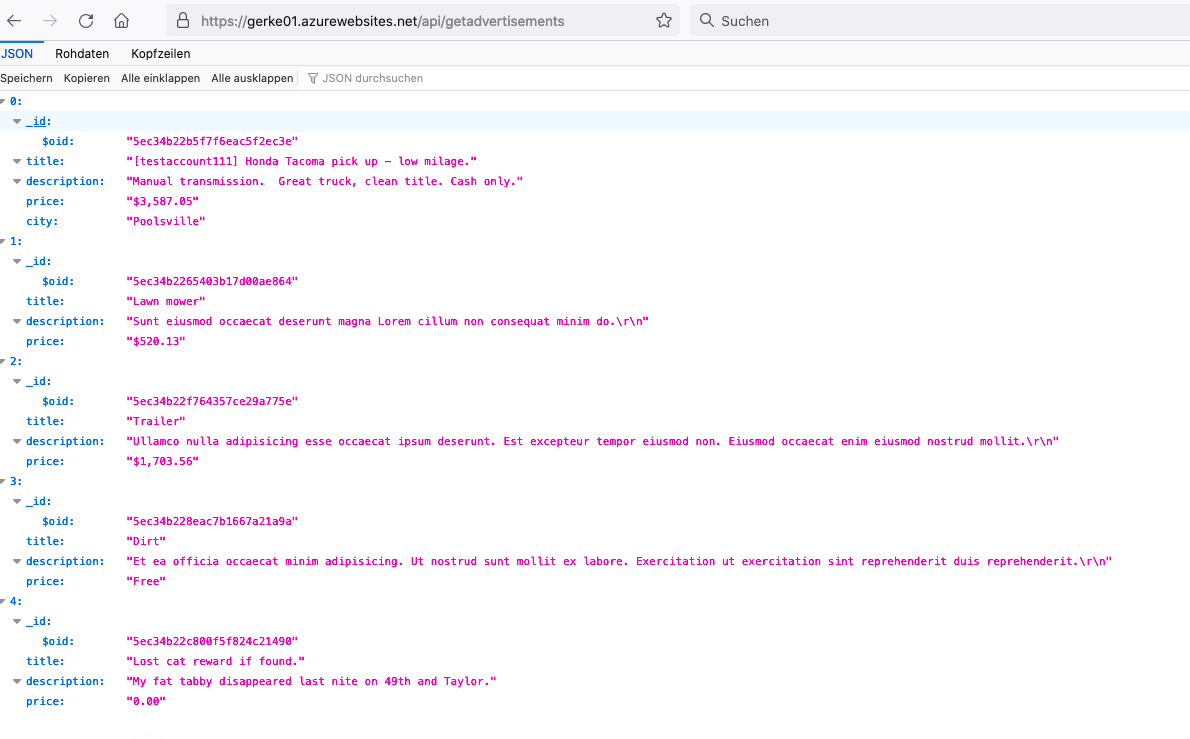 https://gerke01.azurewebsites.net/api/getadvertisements Suchen
JSON Rohdaten Kopfzeilen
Speichern Kopieren Alle einklappen Alle ausklappen JSON durchsuchen
0:
_id:
$oid: "5ec34b22b5f7f6eac5f2ec3e"
title: "[testaccount111] Honda Tacoma pick up - low milage."
description: "Manual transmission.  Great truck, clean title. Cash only."
price: "$3,587.05"
city: "Poolsville"
1:
_id:
$oid: "5ec34b2265403b17d00ae864"
title: "Lawn mower"
description: "Sunt eiusmod occaecat deserunt magna Lorem cillum non consequat minim do.\r\n"
price: "$520.13"
2:
_id:
$oid: "5ec34b22f764357ce29a775e"
title: "Trailer"
description: "Ullamco nulla adipisicing esse occaecat ipsum deserunt. Est excepteur tempor eiusmod non. Eiusmod occaecat enim eiusmod nostrud mollit.\r\n"
price: "$1,703.56"
3:
_id:
$oid: "5ec34b228eac7b1667a21a9a"
title: "Dirt"
description: "Et ea officia occaecat minim adipisicing. Ut nostrud sunt mollit ex labore. Exercitation ut exercitation sint reprehenderit duis reprehenderit.\r\n"
price: "Free"
4:
_id:
$oid: "5ec34b22c800f5f824c21490"
title: "Lost cat reward if found."
description: "My fat tabby disappeared last nite on 49th and Taylor."
price: "0.00"